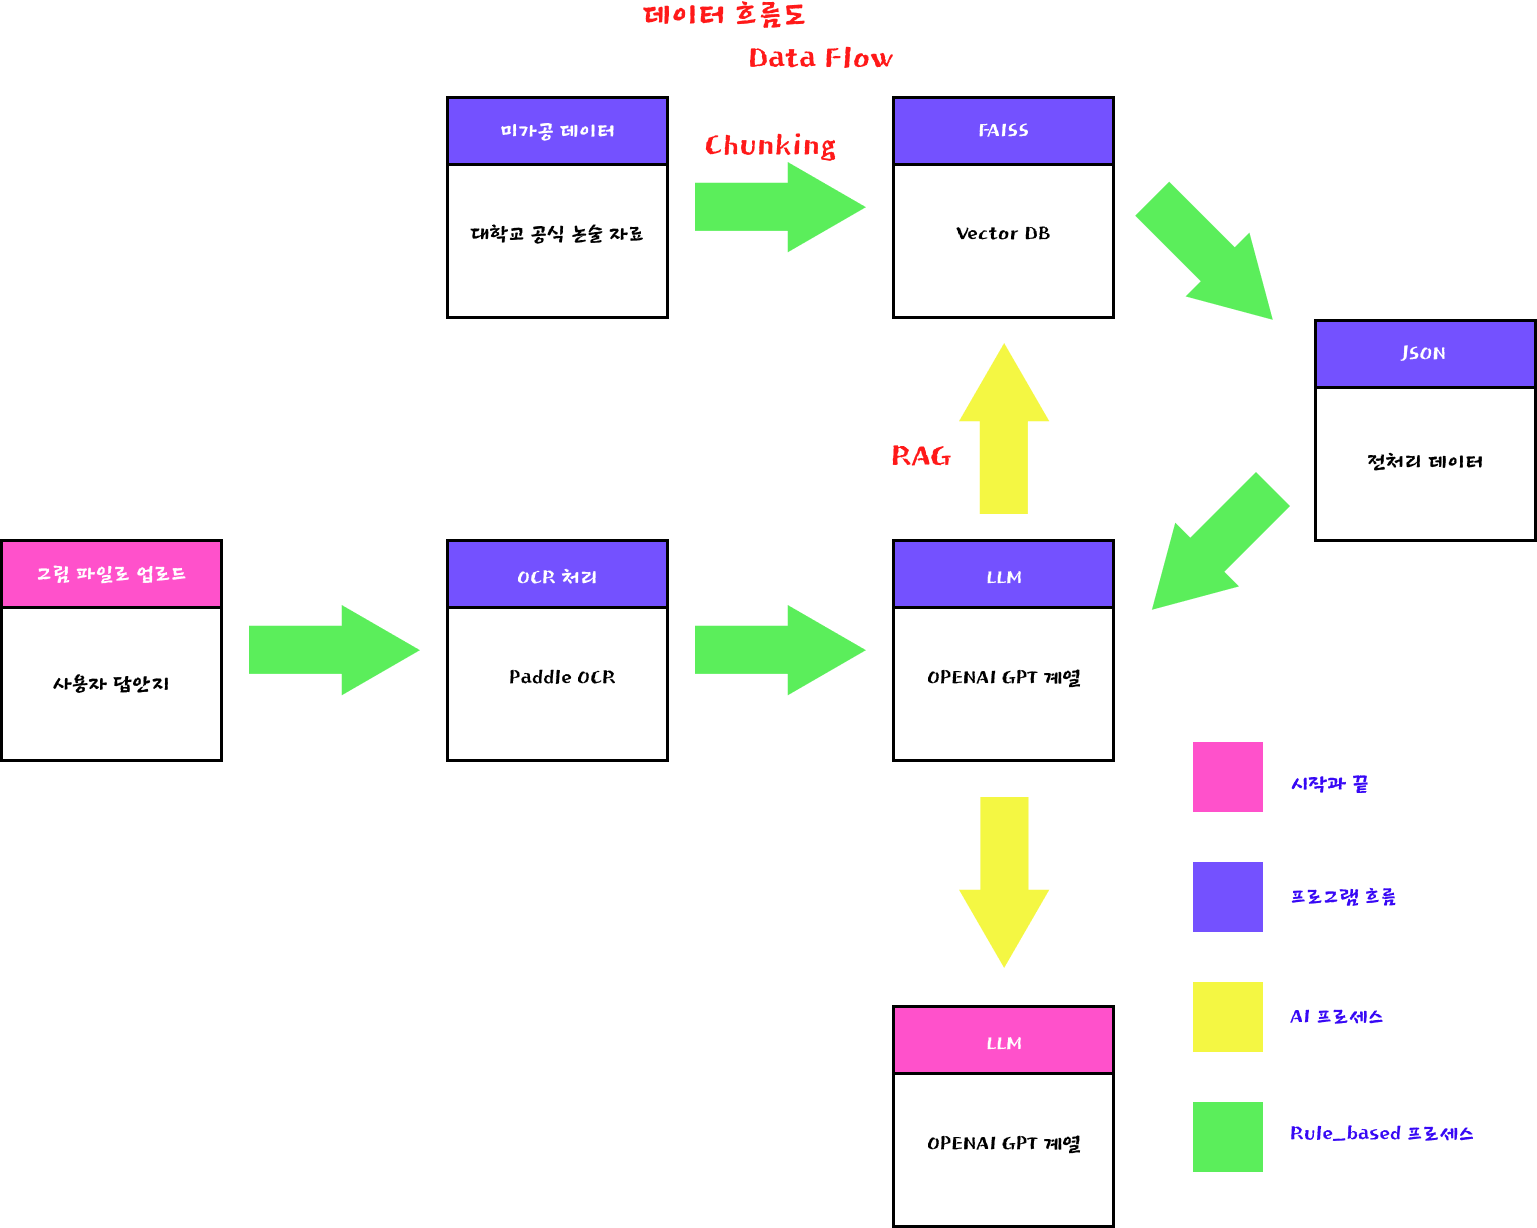 데이터 흐름도
Data Flow
미가공 데이터
대학교 공식 논술 자료
Chunking
FAISS
Vector DB
JSON
전처리 데이터
RAG
그림 파일로 업로드
사용자 답안지
OCR 처리
Paddle OCR
LLM
OPENAI GPT 계열
LLM
OPENAI GPT 계열
시작과 끝
프로그램 흐름
AI 프로세스
Rule_based 프로세스